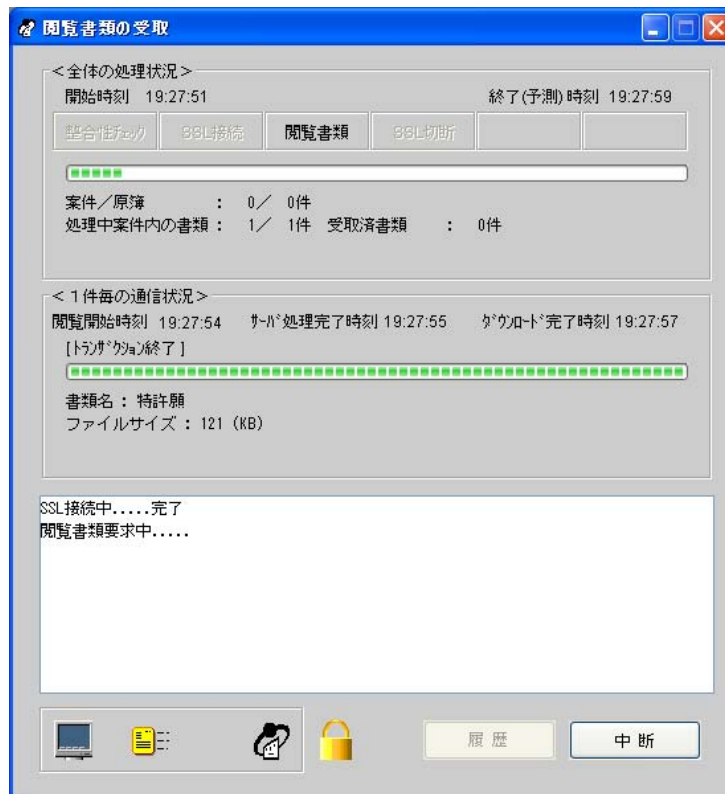 閲覧書類の受取
<全体の処理状況>
開始時刻 19:27:51 終了(予測)時刻 19:27:59
整合性ﾁｪｯｸ SSL接続 閲覧書類 SSL切断
案件／原簿 : 0／ 0件
処理中案件内の書類 : 1／ 1件 受取済書類 : 0件
<１件毎の通信状況>
閲覧開始時刻 19:27:54 ｻｰﾊﾞ処理完了時刻 19:27:55 ﾀﾞｳﾝﾛｰﾄﾞ完了時刻 19:27:57
[ﾄﾗﾝｻﾞｸｼｮﾝ終了]
書類名 : 特許願
ファイルサイズ : 121 (KB)
SSL接続中.....完了
閲覧書類要求中.....
履歴 中断